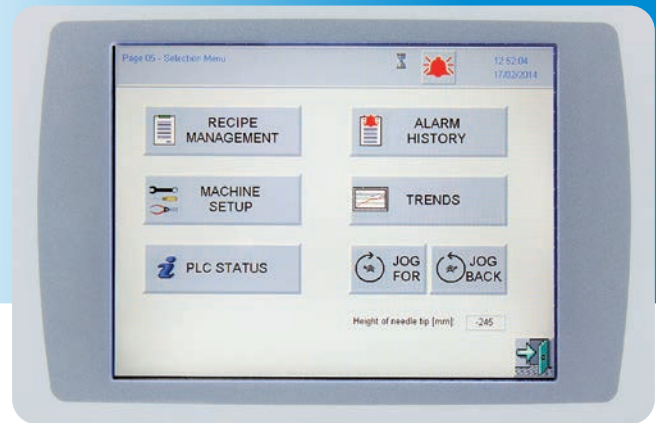 Page 05 - Selection Menu
12:52:04
17/02/2014
RECIPE
MANAGEMENT
ALARM
HISTORY
MACHINE
SETUP
TRENDS
PLC STATUS
JOG
FOR
JOG
BACK
Height of needle tip [mm]: -245